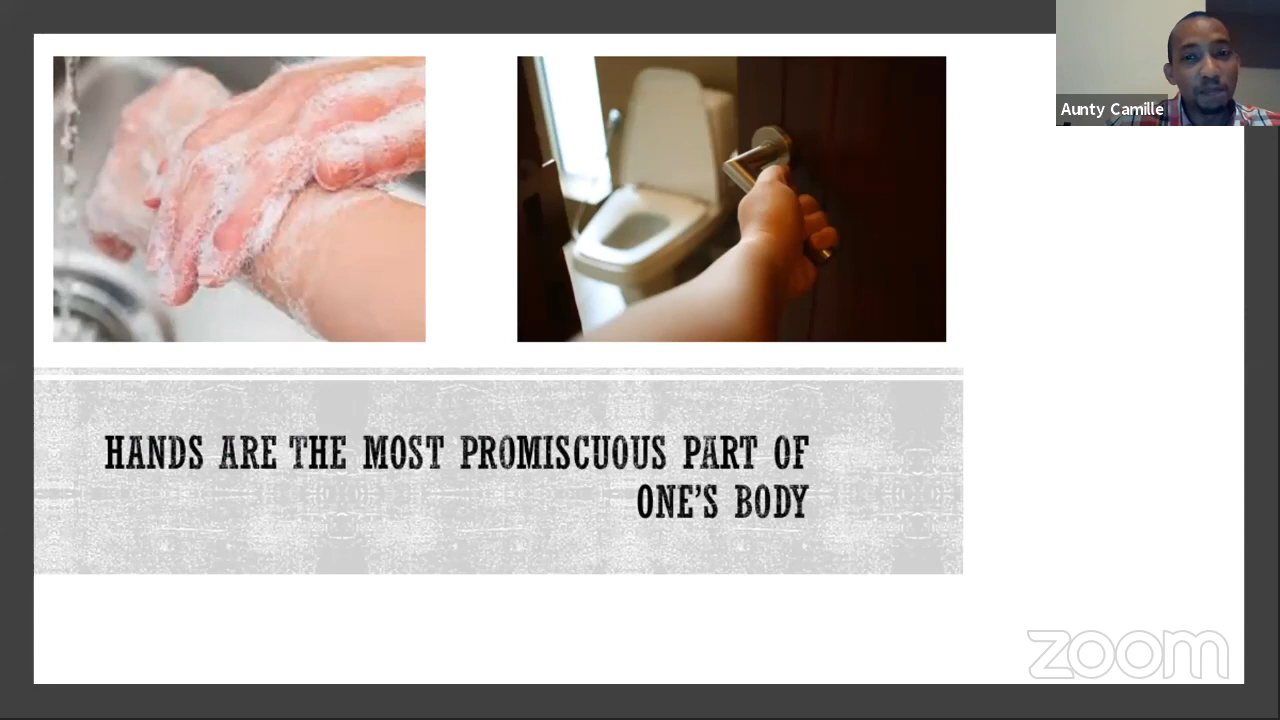 Aunty Camille
HANDS ARE THE MOST PROMISCUOUS PART OF
ONE'S BODY
zoom